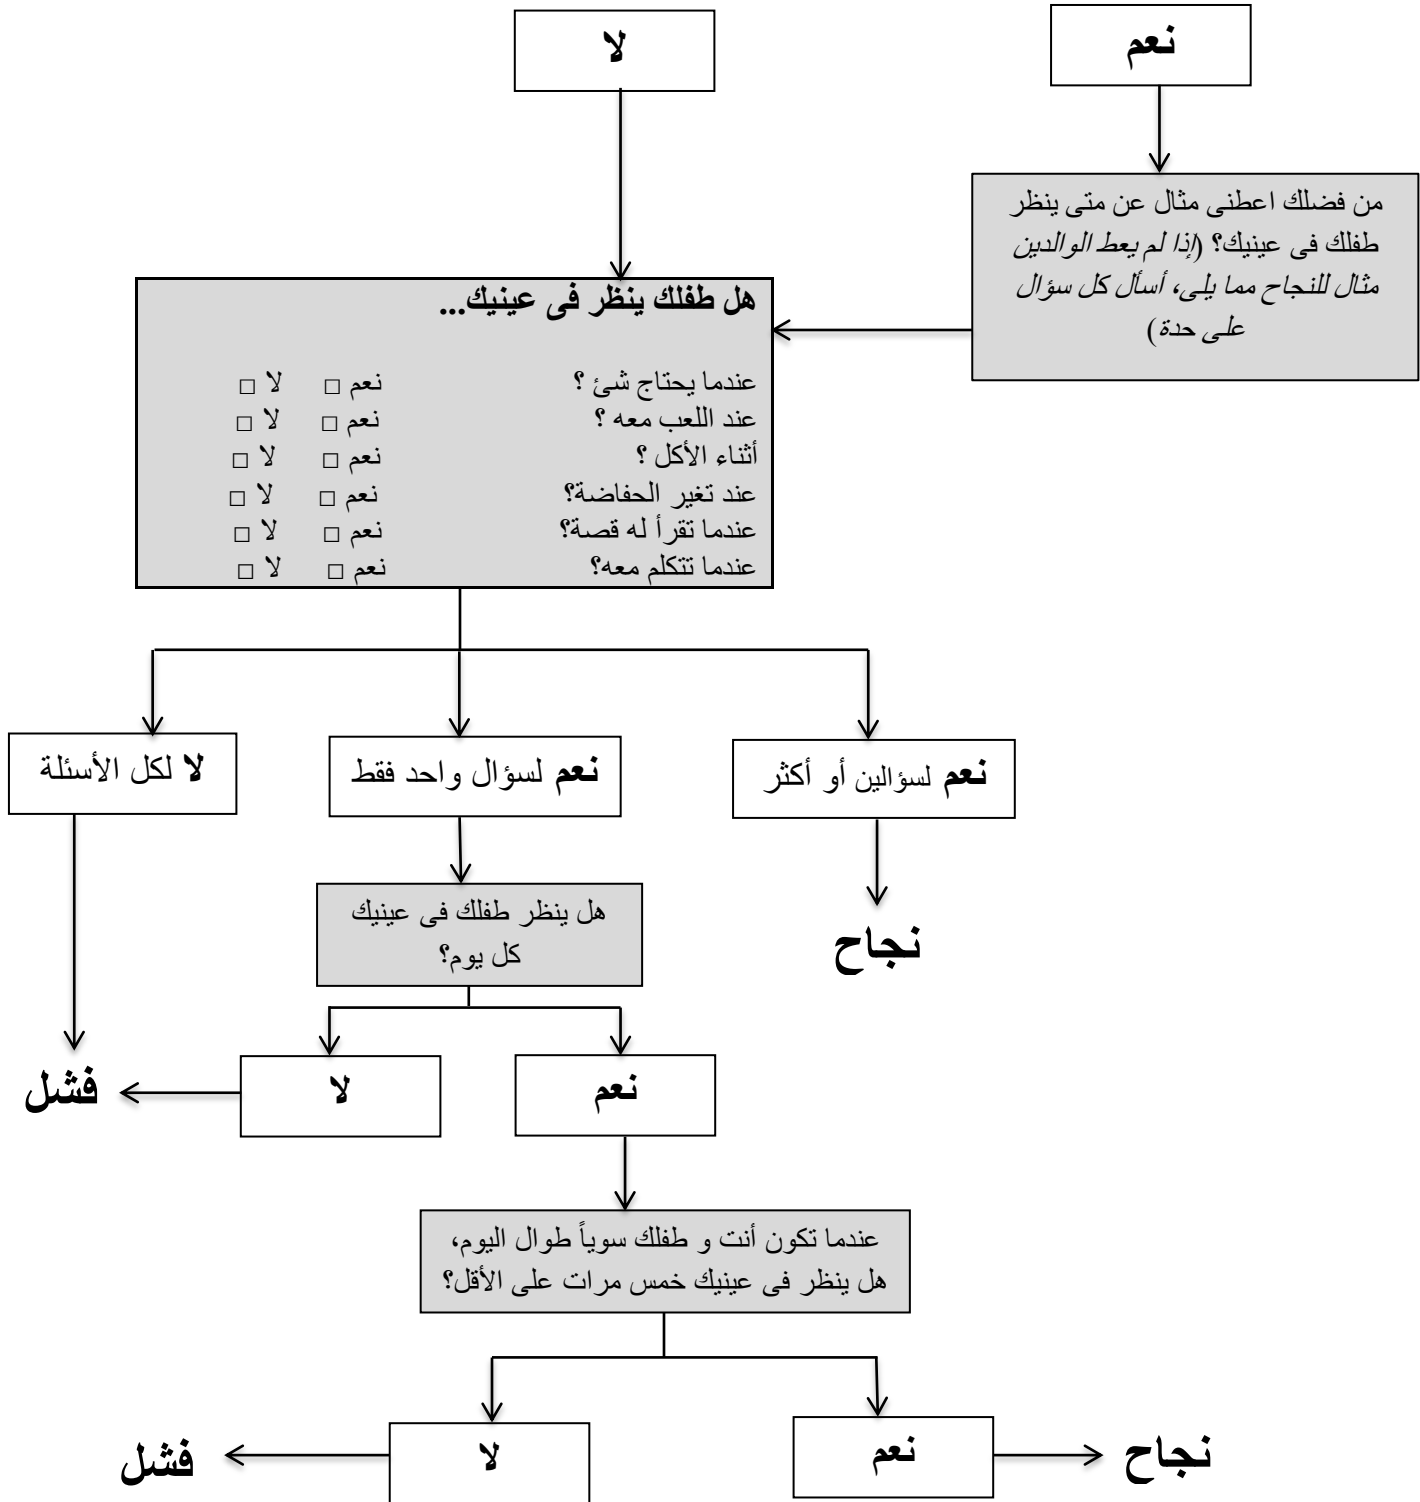 نعم
لا
من فضلك اعطنى مثال عن متى ينظر
طفلك فى عينيك؟ (إذا لم يعط الوالدين
مثال للنجاح مما يلى، أسأل كل سؤال
على حدة)
هل طفلك ينظر فى عينيك...
عندما يحتاج شئ ؟ نعم □ لا □
عند اللعب معه ؟ نعم □ لا □
أثناء الأكل ؟ نعم □ لا □
عند تغير الحفاضة؟ نعم □ لا □
عندما تقرأ له قصة؟ نعم □ لا □
عندما تتكلم معه؟ نعم □ لا □
نعم لسؤالين أو أكثر
نعم لسؤال واحد فقط
لا لكل الأسئلة
نجاح
هل ينظر طفلك فى عينيك
كل يوم؟
نعم
لا
فشل
عندما تكون أنت و طفلك سوياً طوال اليوم،
هل ينظر فى عينيك خمس مرات على الأقل؟
نجاح
نعم
لا
فشل